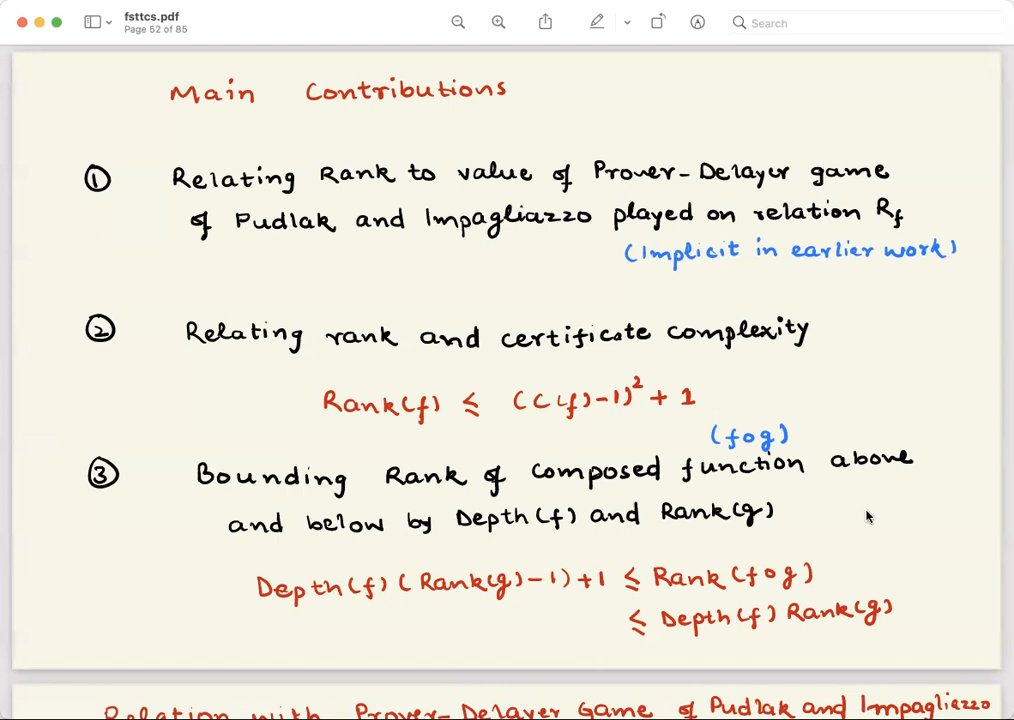 fsttcs.pdf
Page 52 of 85
Search
Main Contributions
① Relating Rank to value of Prover-Delayer game
of Pudlak and Impagliazzo played on relation R_f
(Implicit in earlier work)
② Relating rank and certificate complexity
Rank(f) ≤ (C(f)-1)² + 1
(f∘g)
③ Bounding Rank of composed function above
and below by Depth(f) and Rank(g)
Depth(f)(Rank(g)-1)+1 ≤ Rank(f∘g)
≤ Depth(f) Rank(g)
Relation with Prover-Delayer Game of Pudlak and Impagliazzo